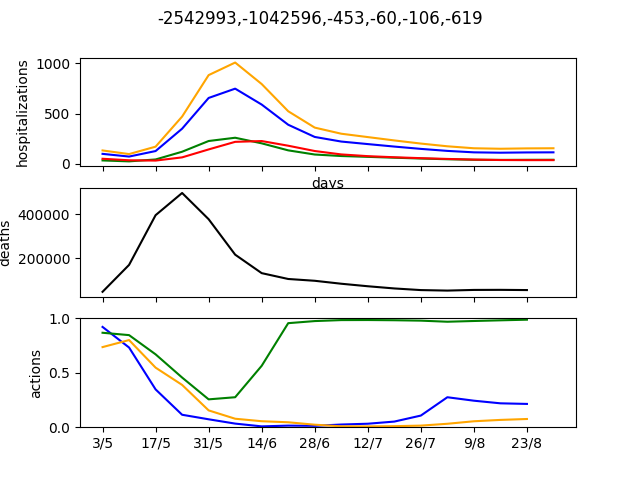 -2542993,-1042596,-453,-60,-106,-619
1000
500
0
hospitalizations
days
400000
200000
deaths
1.0
0.5
0.0
actions
3/5 17/5 31/5 14/6 28/6 12/7 26/7 9/8 23/8